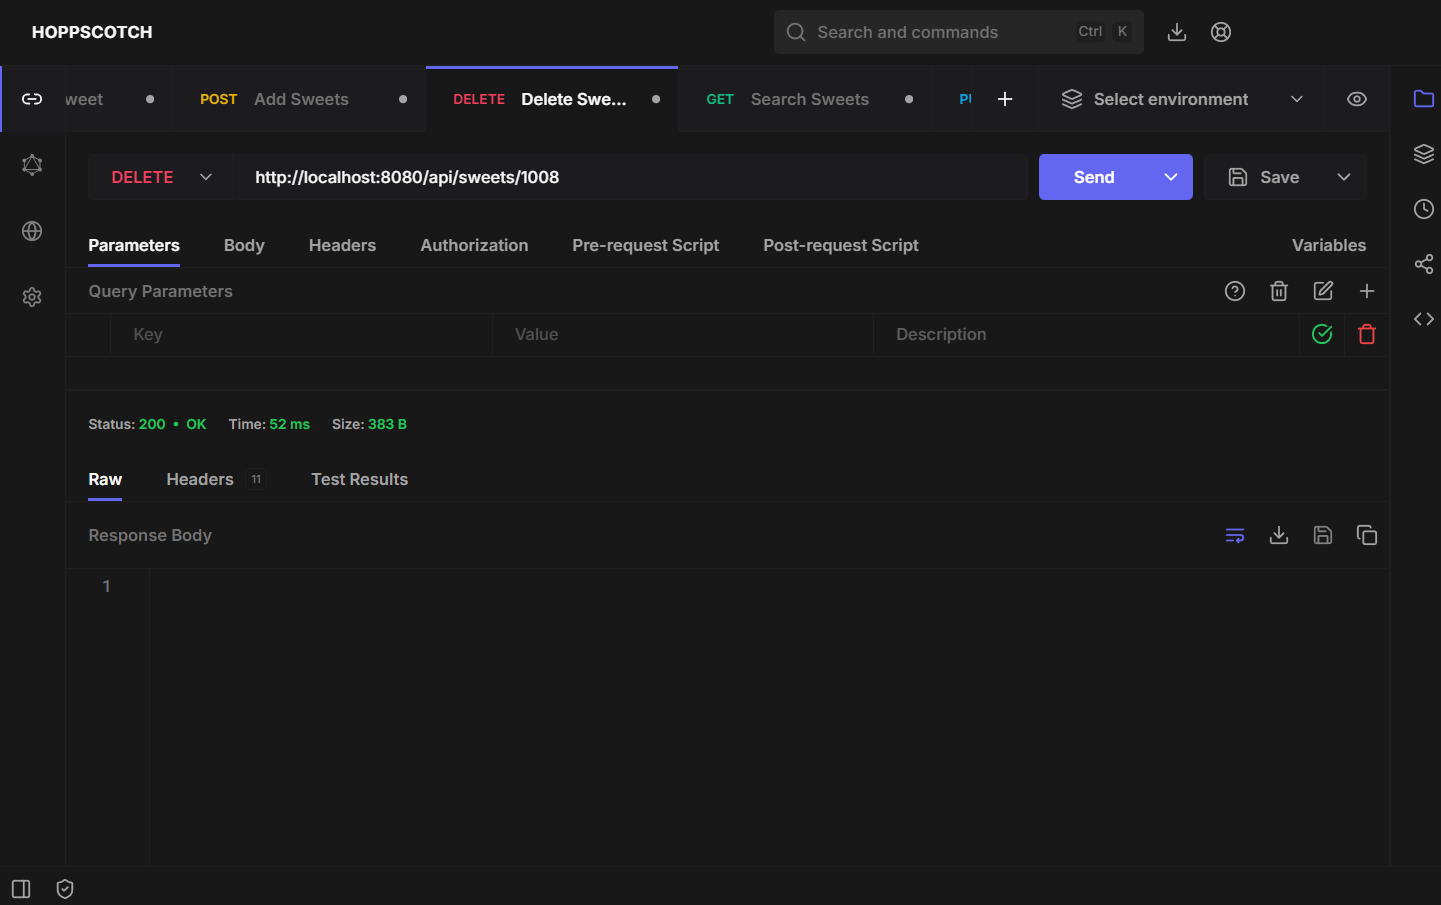 HOPPSCOTCH
Search and commands Ctrl K
weet POST Add Sweets DELETE Delete Swe... GET Search Sweets Select environment
DELETE http://localhost:8080/api/sweets/1008 Send Save
Parameters Body Headers Authorization Pre-request Script Post-request Script Variables
Query Parameters
Key Value Description
Status: 200 • OK Time: 52 ms Size: 383 B
Raw Headers 11 Test Results
Response Body
1